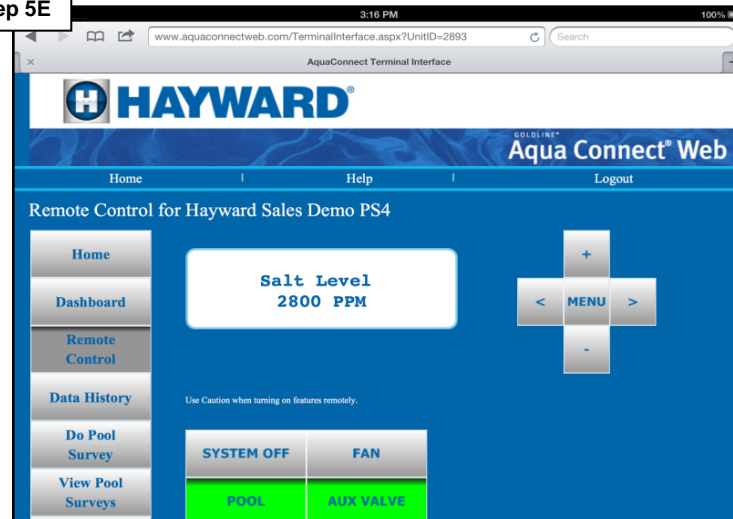 3:16 PM
100%
www.aquaconnectweb.com/TerminalInterface.aspx?UnitID=2893
Search
AquaConnect Terminal Interface
H HAYWARD®
GOLDLINE®
Aqua Connect® Web
Home | Help | Logout
Remote Control for Hayward Sales Demo PS4
Home
Dashboard
Remote
Control
Data History
Do Pool
Survey
View Pool
Surveys
Salt Level
2800 PPM
+
< MENU >
-
Use Caution when turning on features remotely.
SYSTEM OFF FAN
POOL AUX VALVE